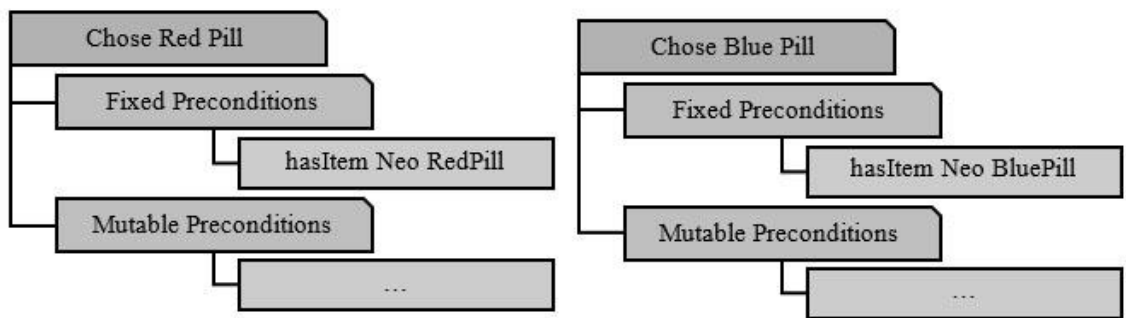 Chose Red Pill
Fixed Preconditions
hasItem Neo RedPill
Mutable Preconditions
...
Chose Blue Pill
Fixed Preconditions
hasItem Neo BluePill
Mutable Preconditions
...